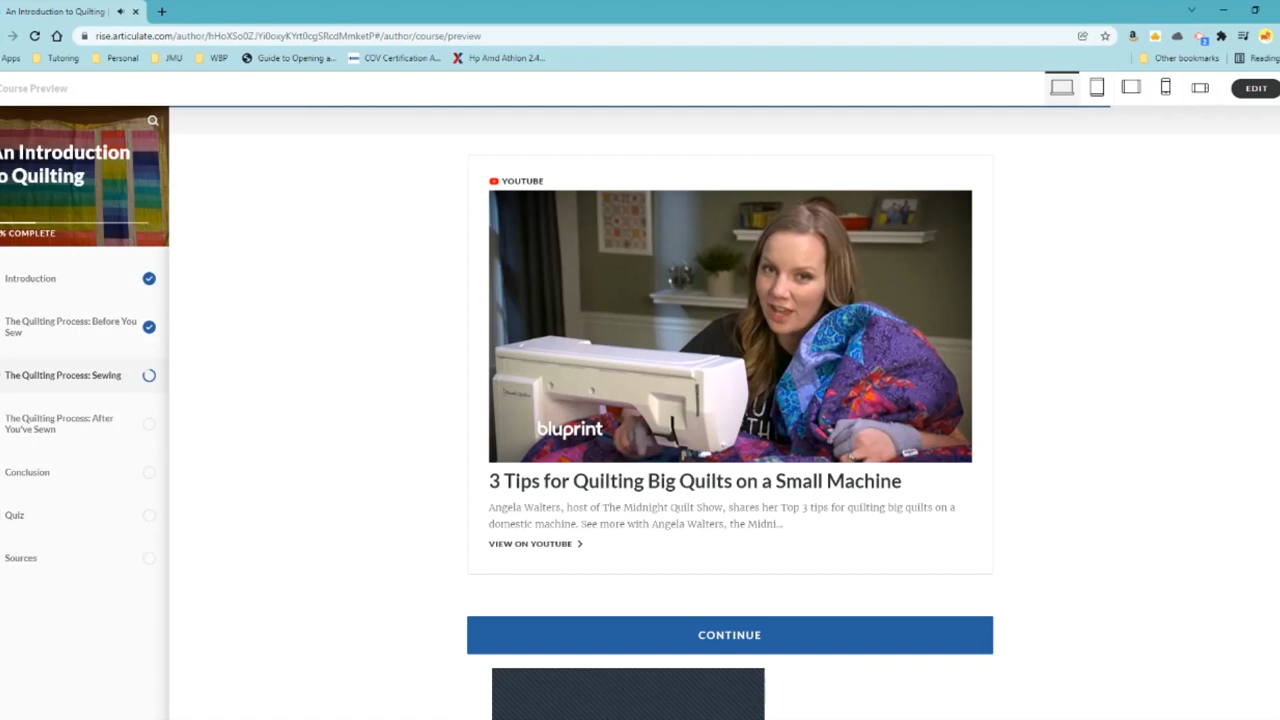 An Introduction to Quilting |
rise.articulate.com/author/hHoXSo0ZJYi0oxyKYrt0cgSRcdMmketP#/author/course/preview
Apps Tutoring Personal JMU WBP Guide to Opening a... COV Certification A... Hp Amd Athlon 2.4... Other bookmarks Reading
Course Preview
EDIT
An Introduction
to Quilting
% COMPLETE
Introduction
The Quilting Process: Before You
Sew
The Quilting Process: Sewing
The Quilting Process: After
You've Sewn
Conclusion
Quiz
Sources
YOUTUBE
bluprint
3 Tips for Quilting Big Quilts on a Small Machine
Angela Walters, host of The Midnight Quilt Show, shares her Top 3 tips for quilting big quilts on a
domestic machine. See more with Angela Walters, the Midni...
VIEW ON YOUTUBE
CONTINUE